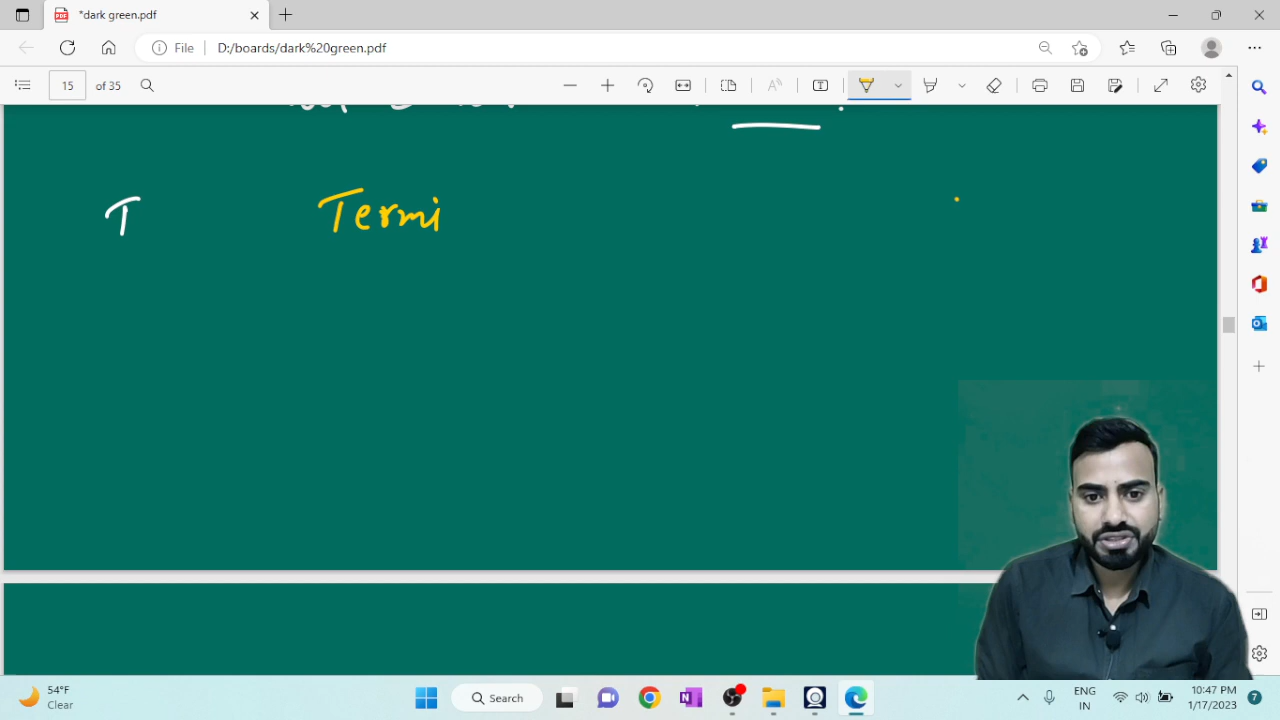 *dark green.pdf
File D:/boards/dark%20green.pdf
15 of 35
T Termi
Search
54°F
Clear
ENG
IN
10:47 PM
1/17/2023
7